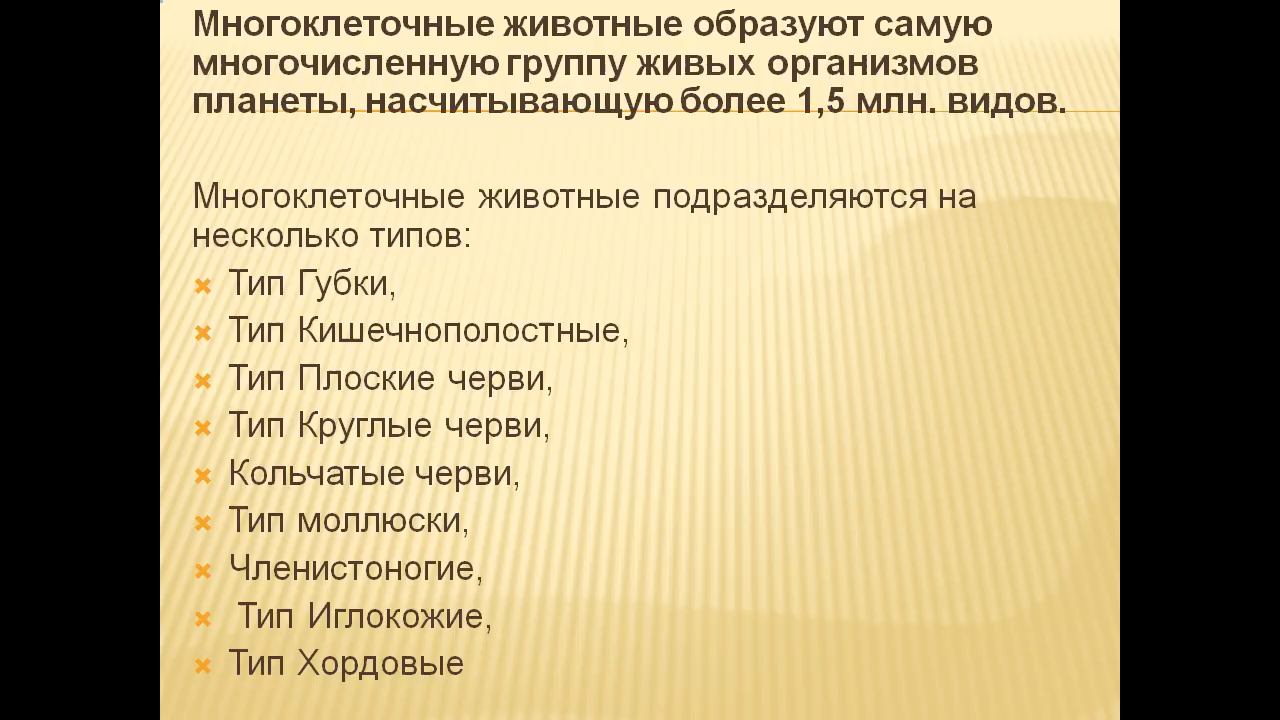 Многоклеточные животные образуют самую
многочисленную группу живых организмов
планеты, насчитывающую более 1,5 млн. видов.
Многоклеточные животные подразделяются на
несколько типов:
Тип Губки,
Тип Кишечнополостные,
Тип Плоские черви,
Тип Круглые черви,
Кольчатые черви,
Тип моллюски,
Членистоногие,
Тип Иглокожие,
Тип Хордовые